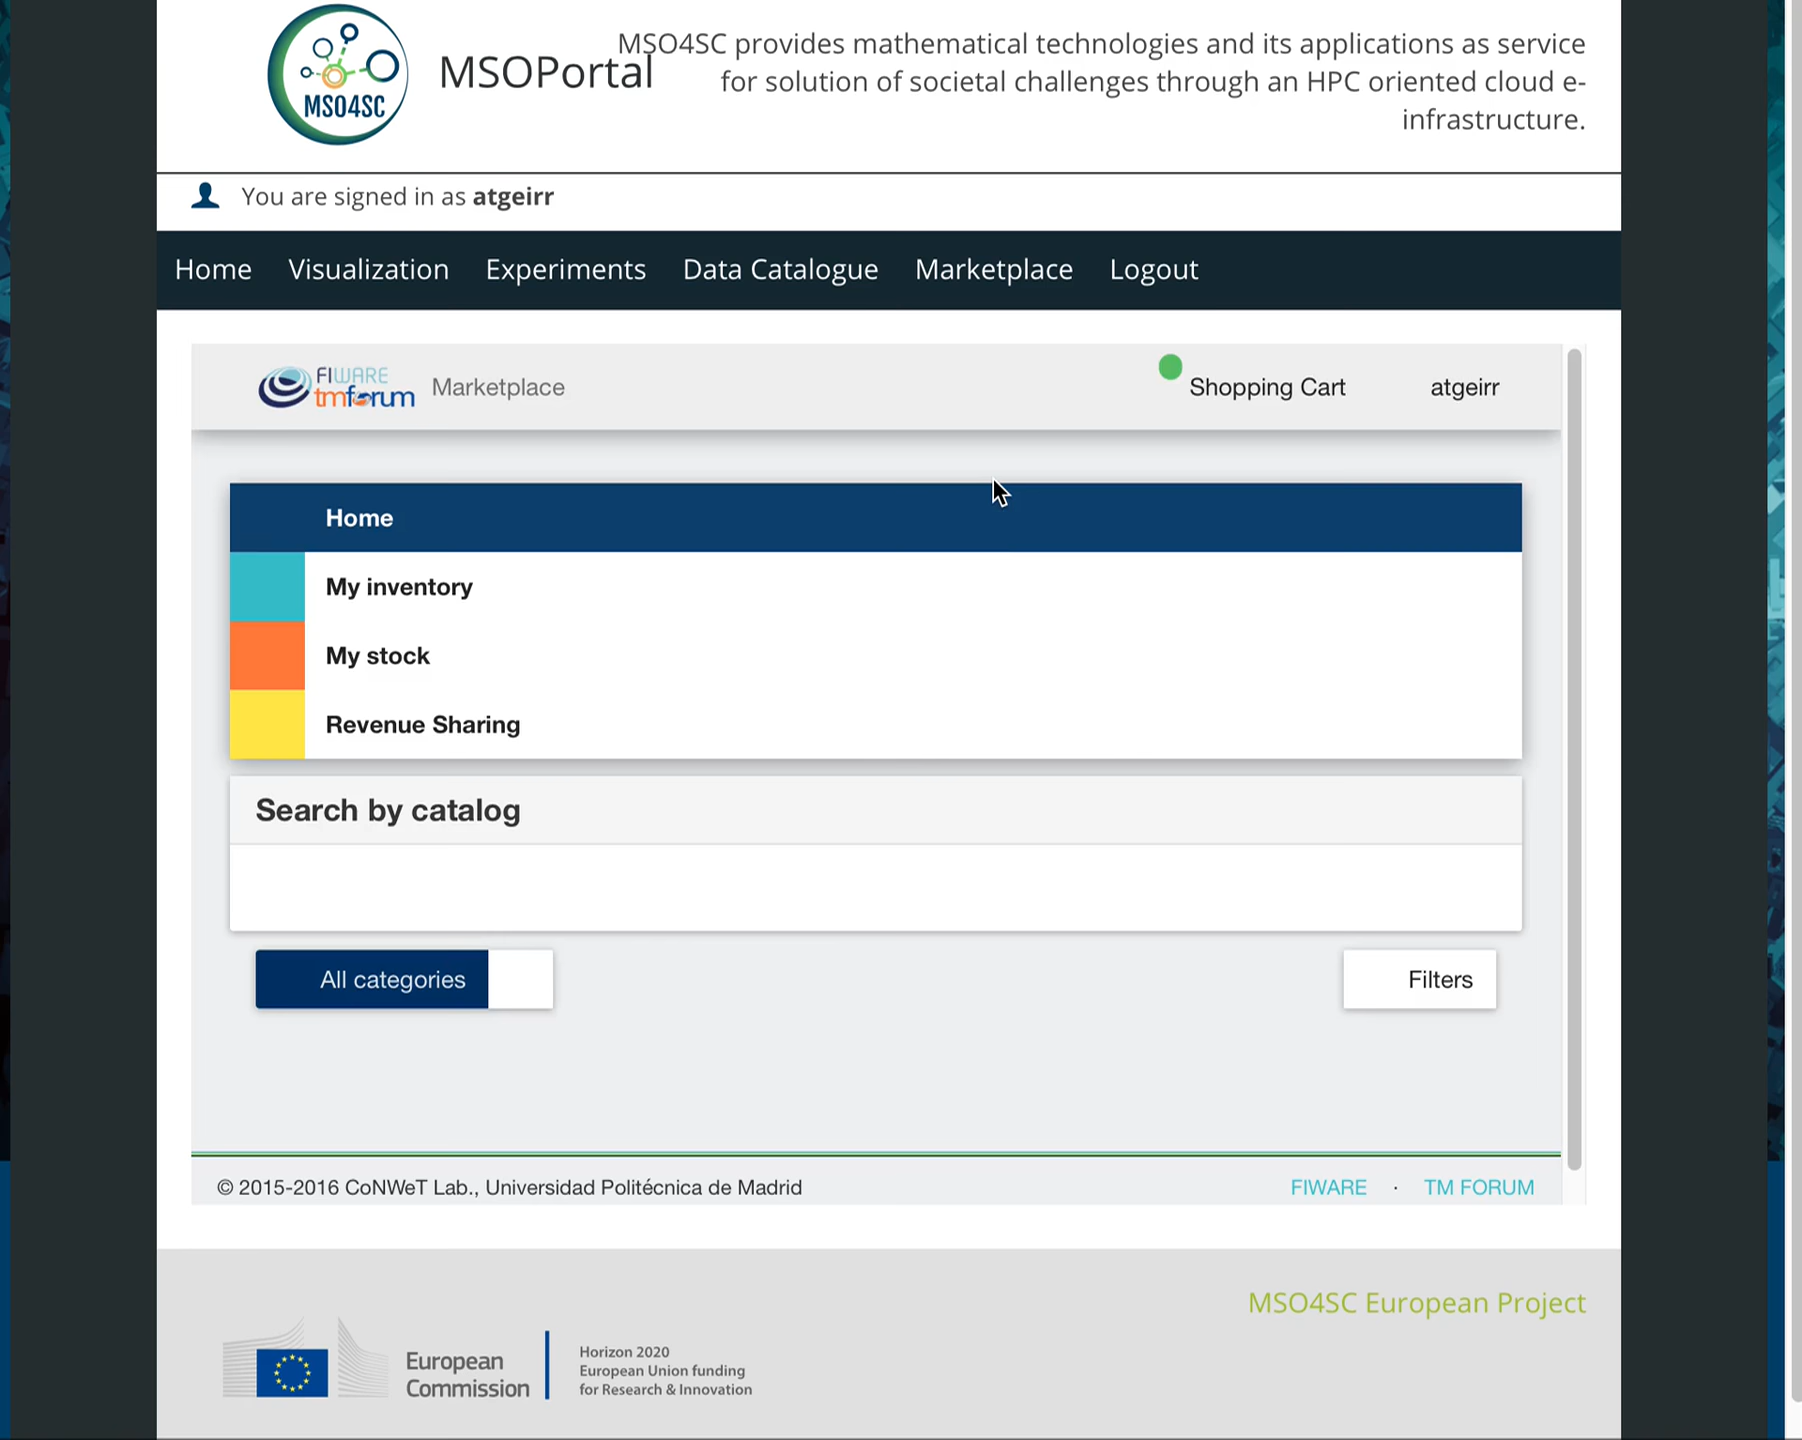 MSO4SC
MSOPortal
MSO4SC provides mathematical technologies and its applications as service
for solution of societal challenges through an HPC oriented cloud e-
infrastructure.
You are signed in as atgeirr
Home Visualization Experiments Data Catalogue Marketplace Logout
FIWARE
tmforum
Marketplace
Shopping Cart
atgeirr
Home
My inventory
My stock
Revenue Sharing
Search by catalog
All categories
Filters
© 2015-2016 CoNWeT Lab., Universidad Politécnica de Madrid
FIWARE · TM FORUM
MSO4SC European Project
European
Commission
Horizon 2020
European Union funding
for Research & Innovation